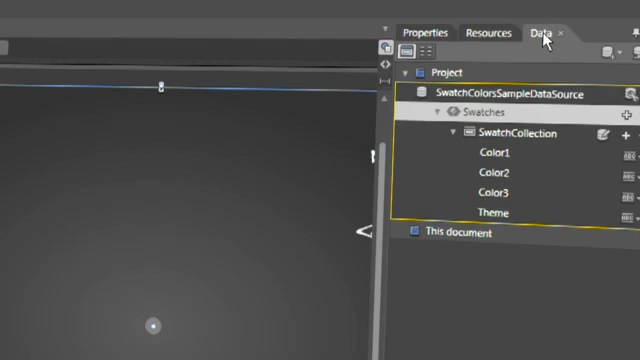 Properties
Resources
Data
Project
SwatchColorsSampleDataSource
Swatches
SwatchCollection
Color1
Color2
Color3
Theme
This document